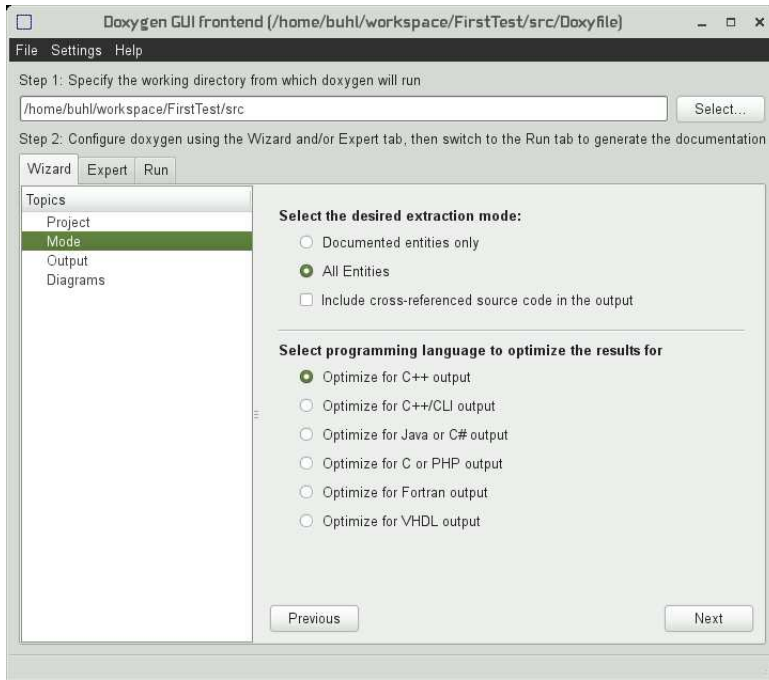 Doxygen GUI frontend (/home/buhl/workspace/FirstTest/src/Doxyfile)
File Settings Help
Step 1: Specify the working directory from which doxygen will run
/home/buhl/workspace/FirstTest/src
Select...
Step 2: Configure doxygen using the Wizard and/or Expert tab, then switch to the Run tab to generate the documentation
Wizard Expert Run
Topics
Project
Mode
Output
Diagrams
Select the desired extraction mode:
Documented entities only
All Entities
Include cross-referenced source code in the output
Select programming language to optimize the results for
Optimize for C++ output
Optimize for C++/CLI output
Optimize for Java or C# output
Optimize for C or PHP output
Optimize for Fortran output
Optimize for VHDL output
Previous
Next